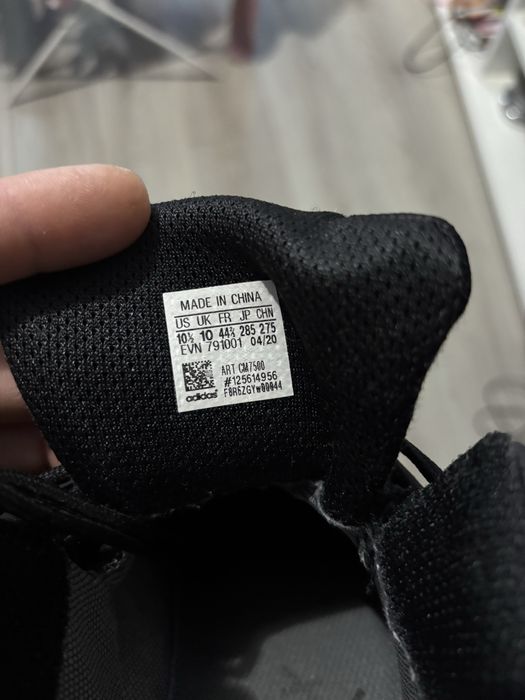 MADE IN CHINA
US UK FR JP CHN
10½ 10 44⅔ 285 275
EVN 791001 04/20
ART CM7500
#125614956
adidas